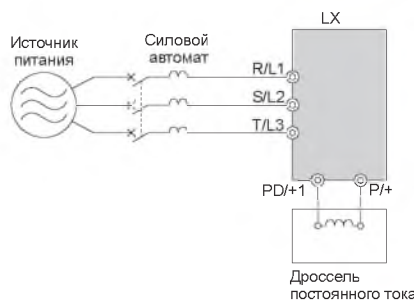 LX
Источник
питания
Силовой
автомат
R/L1
S/L2
T/L3
PD/+1
P/+
Дроссель
постоянного тока